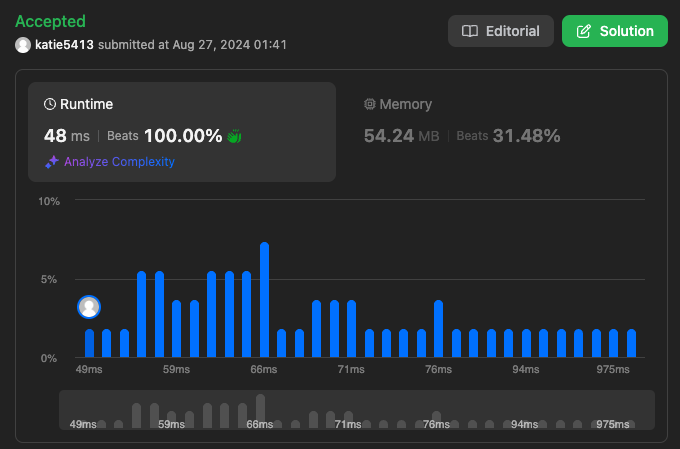 Accepted
katie5413 submitted at Aug 27, 2024 01:41
Editorial
Solution
Runtime
48 ms | Beats 100.00%
Analyze Complexity
Memory
54.24 MB | Beats 31.48%
10%
5%
0%
49ms 59ms 66ms 71ms 76ms 94ms 975ms
49ms 59ms 66ms 71ms 76ms 94ms 975ms